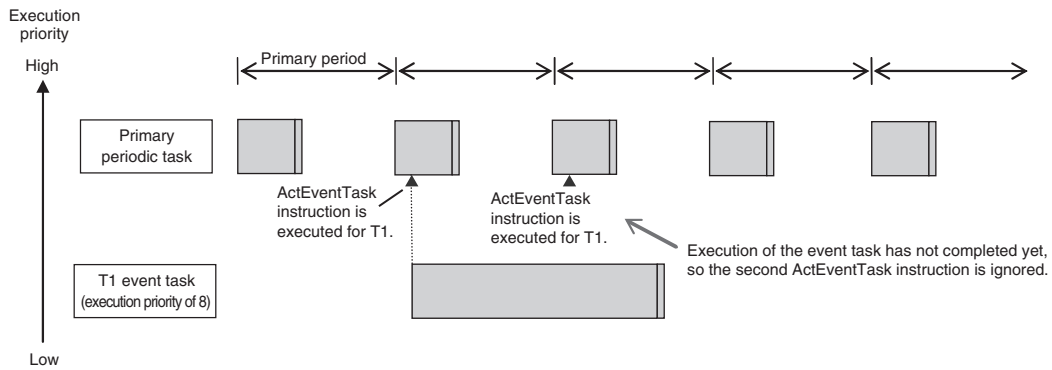 Execution
priority
High
Primary period
Primary
periodic task
ActEventTask
instruction is
executed for T1.
ActEventTask
instruction is
executed for T1.
Execution of the event task has not completed yet,
so the second ActEventTask instruction is ignored.
T1 event task
(execution priority of 8)
Low